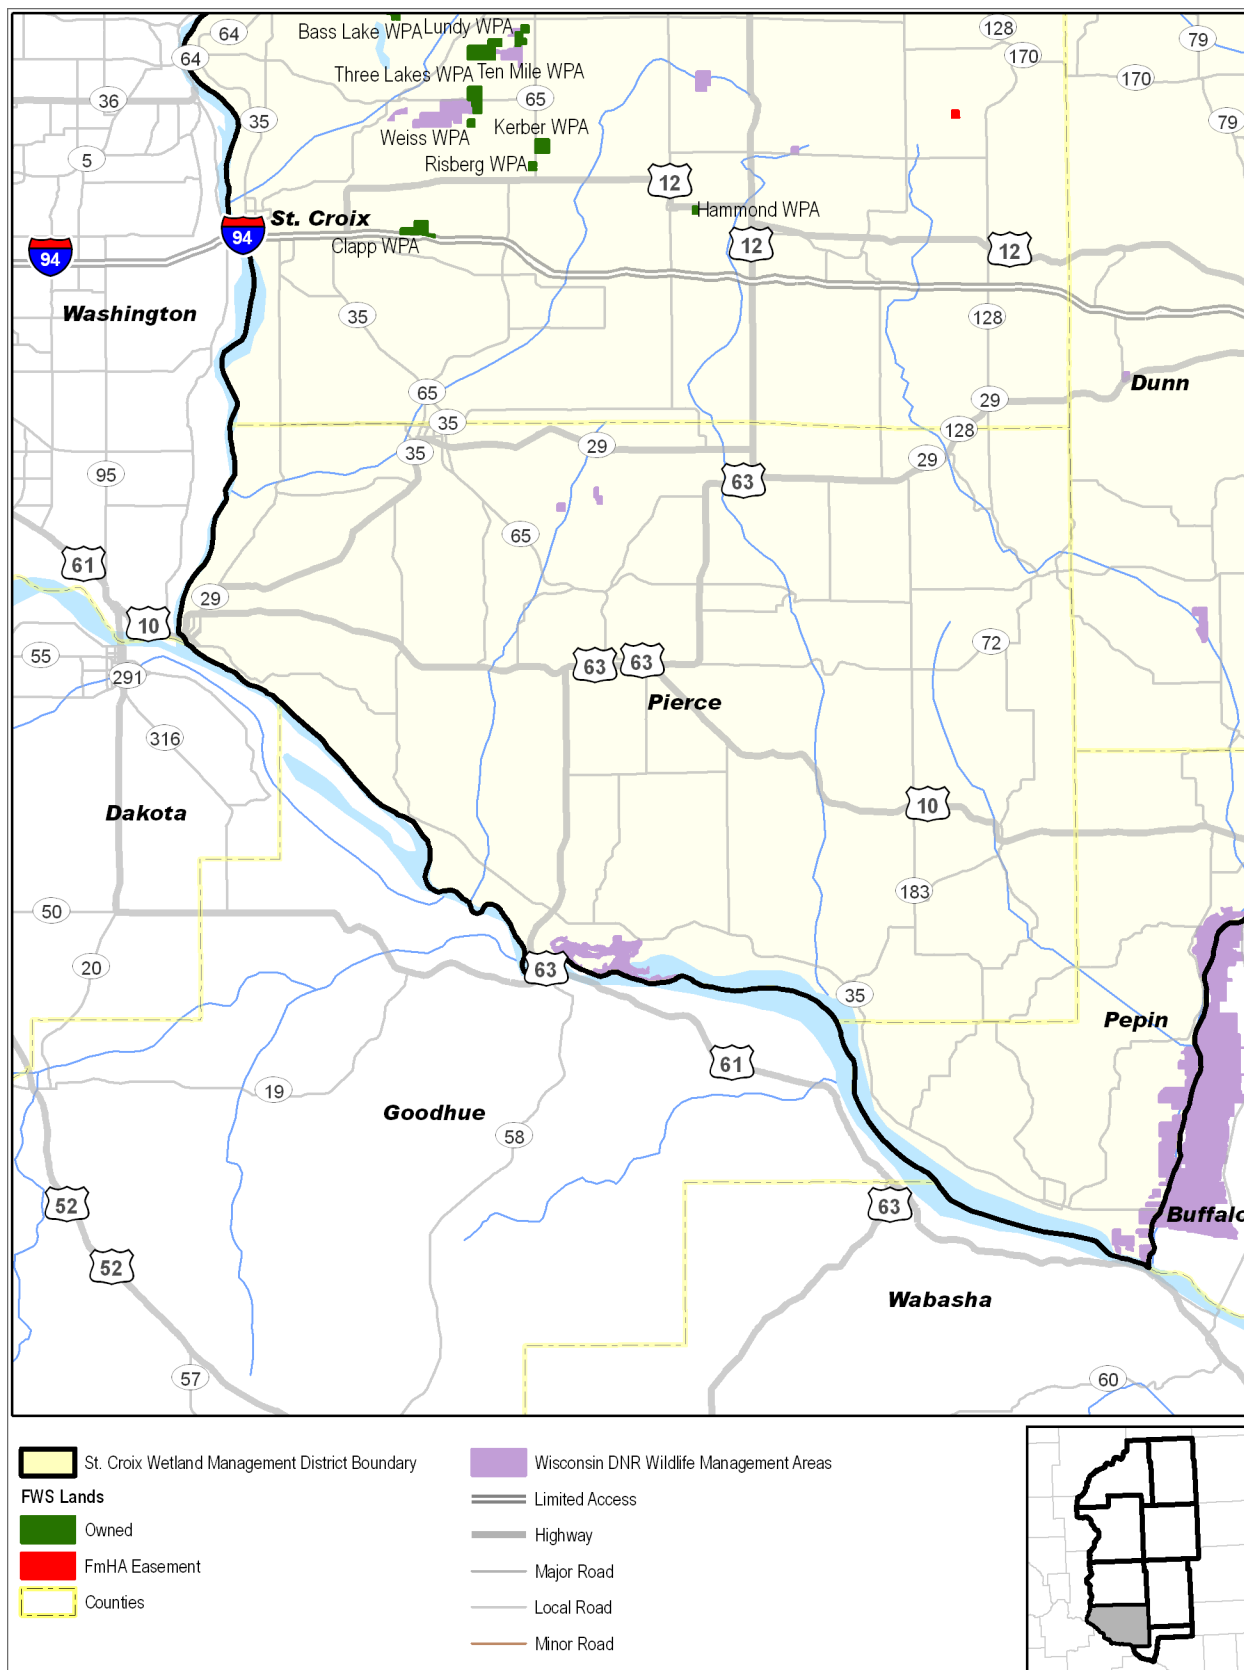 64
Bass Lake WPA
Lundy WPA
128
79
64
170
Three Lakes WPA
Ten Mile WPA
170
36
65
35
79
Weiss WPA
Kerber WPA
5
Risberg WPA
12
Hammond WPA
St. Croix
94
94
Clapp WPA
12
12
Washington
35
128
Dunn
65
29
35
128
35
29
29
95
63
65
61
29
10
72
55
63
63
291
Pierce
316
10
Dakota
183
50
20
63
35
Pepin
61
19
Goodhue
58
52
63
Buffalo
52
Wabasha
57
60
St. Croix Wetland Management District Boundary
FWS Lands
Owned
FmHA Easement
Counties
Wisconsin DNR Wildlife Management Areas
Limited Access
Highway
Major Road
Local Road
Minor Road